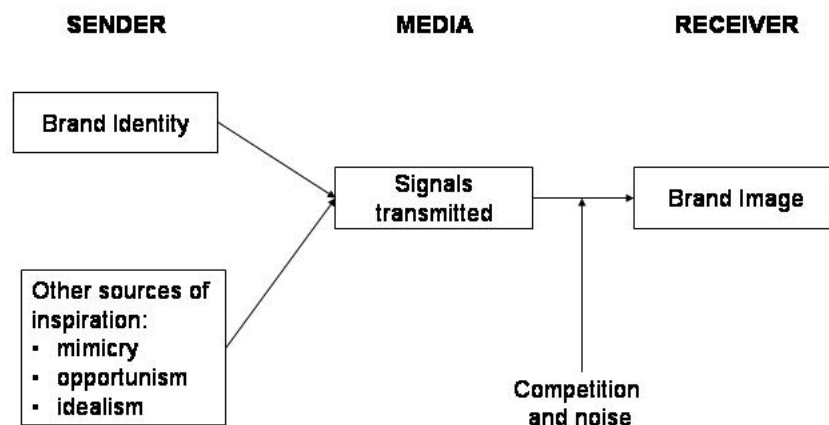 SENDER
MEDIA
RECEIVER
Brand Identity
Signals
transmitted
Brand Image
Other sources of
inspiration:
▪ mimicry
▪ opportunism
▪ idealism
Competition
and noise